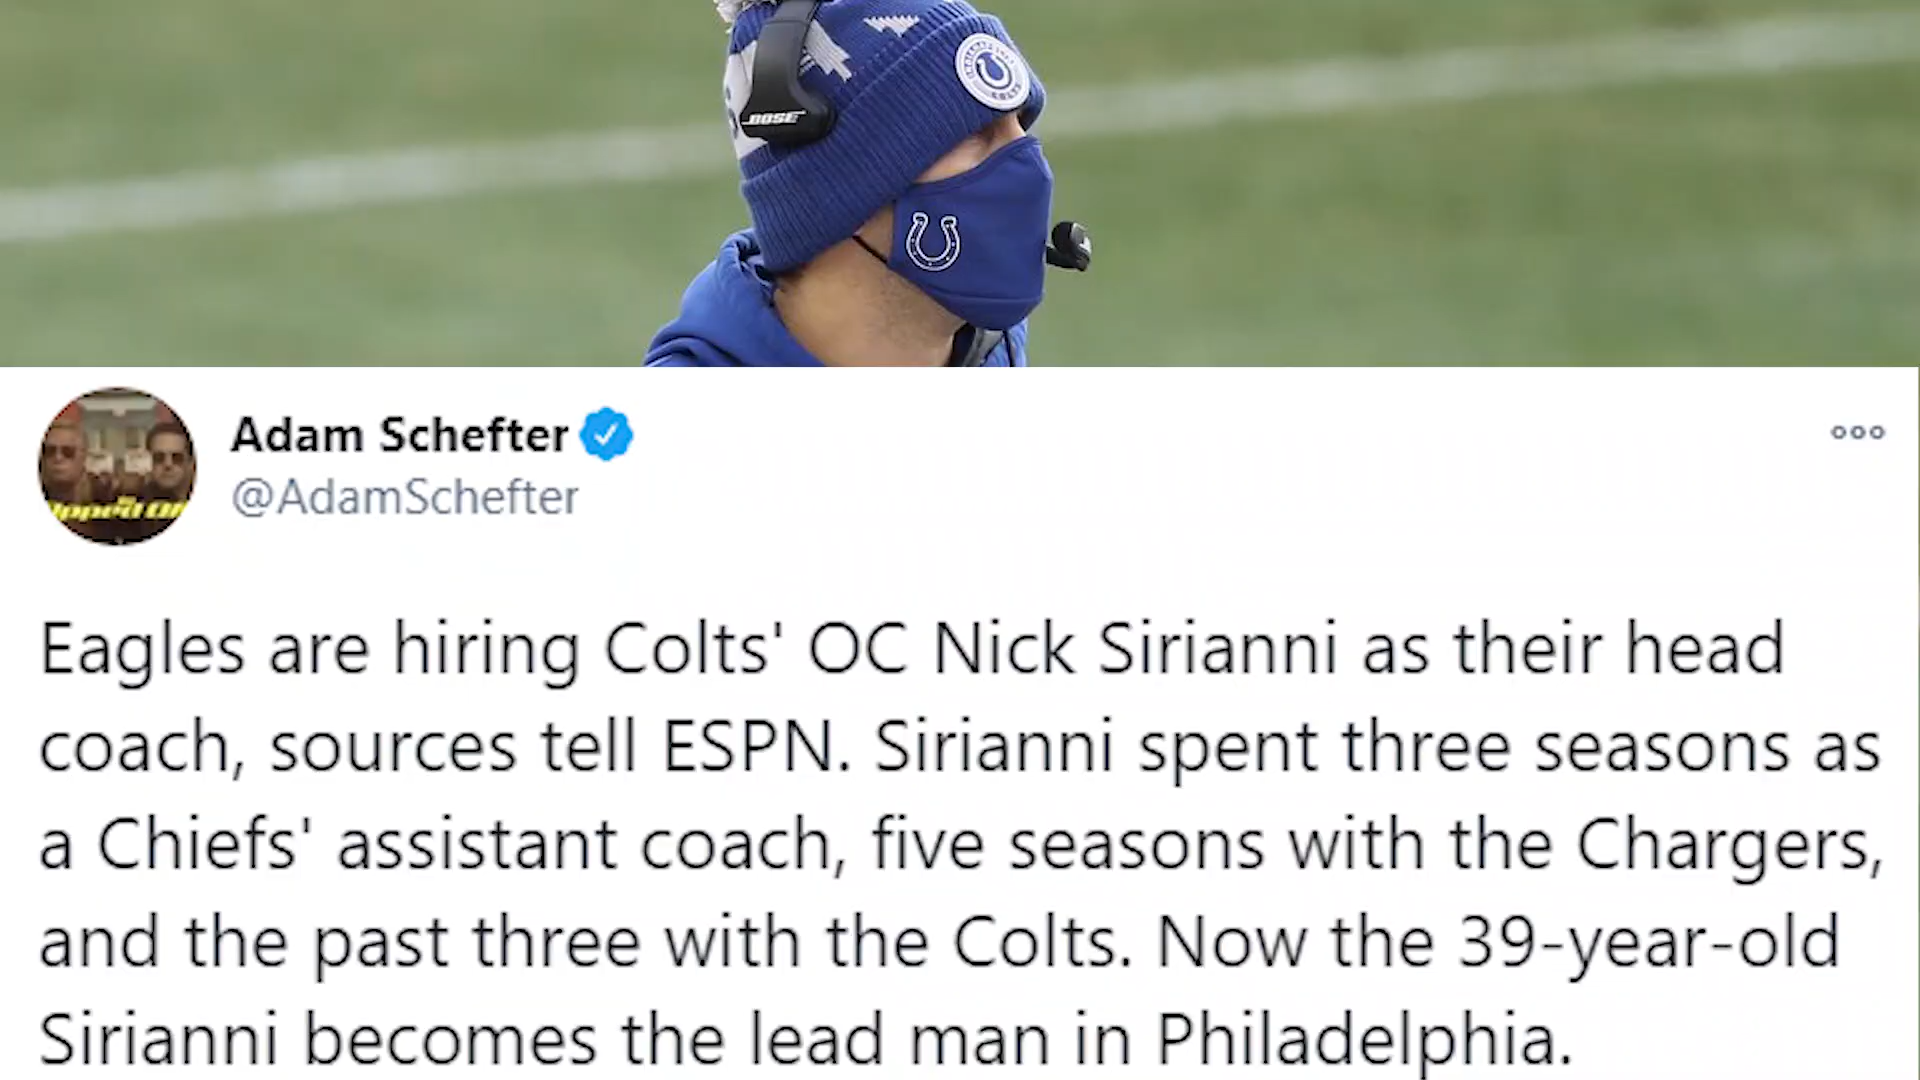 BOSE
INDIANAPOLIS
COLTS
Adam Schefter
@AdamSchefter
Eagles are hiring Colts' OC Nick Sirianni as their head
coach, sources tell ESPN. Sirianni spent three seasons as
a Chiefs' assistant coach, five seasons with the Chargers,
and the past three with the Colts. Now the 39-year-old
Sirianni becomes the lead man in Philadelphia.